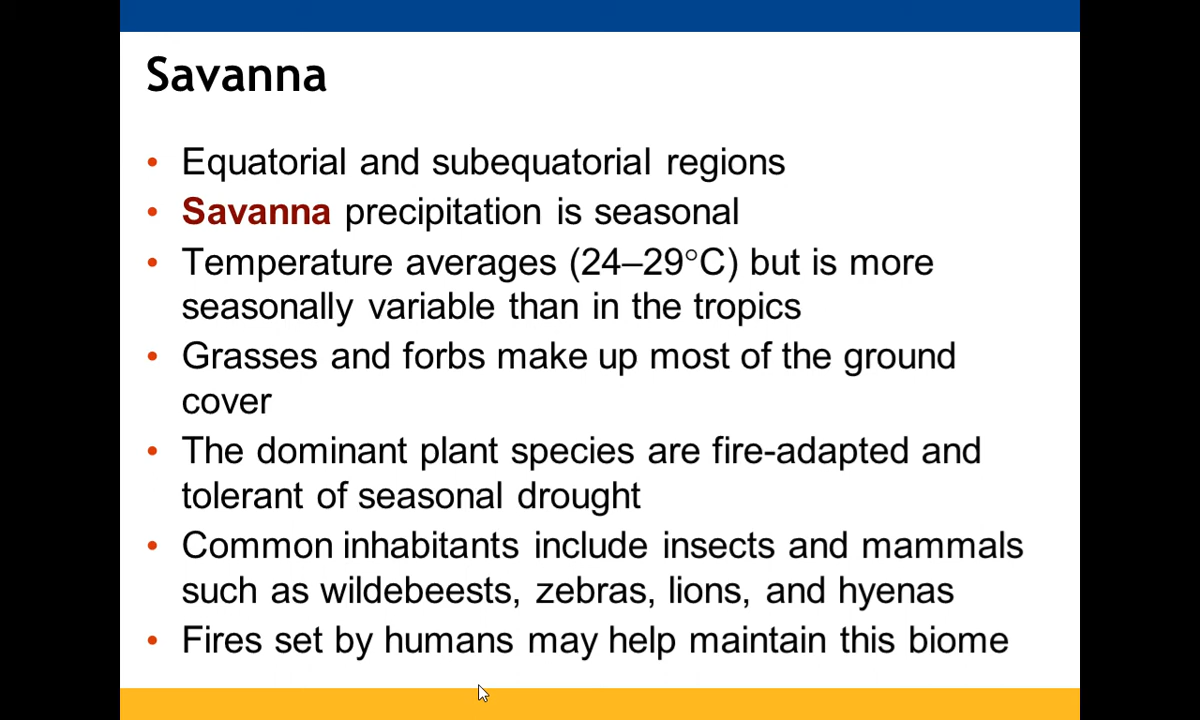 Savanna
• Equatorial and subequatorial regions
• Savanna precipitation is seasonal
• Temperature averages (24–29°C) but is more
seasonally variable than in the tropics
• Grasses and forbs make up most of the ground
cover
• The dominant plant species are fire-adapted and
tolerant of seasonal drought
• Common inhabitants include insects and mammals
such as wildebeests, zebras, lions, and hyenas
• Fires set by humans may help maintain this biome